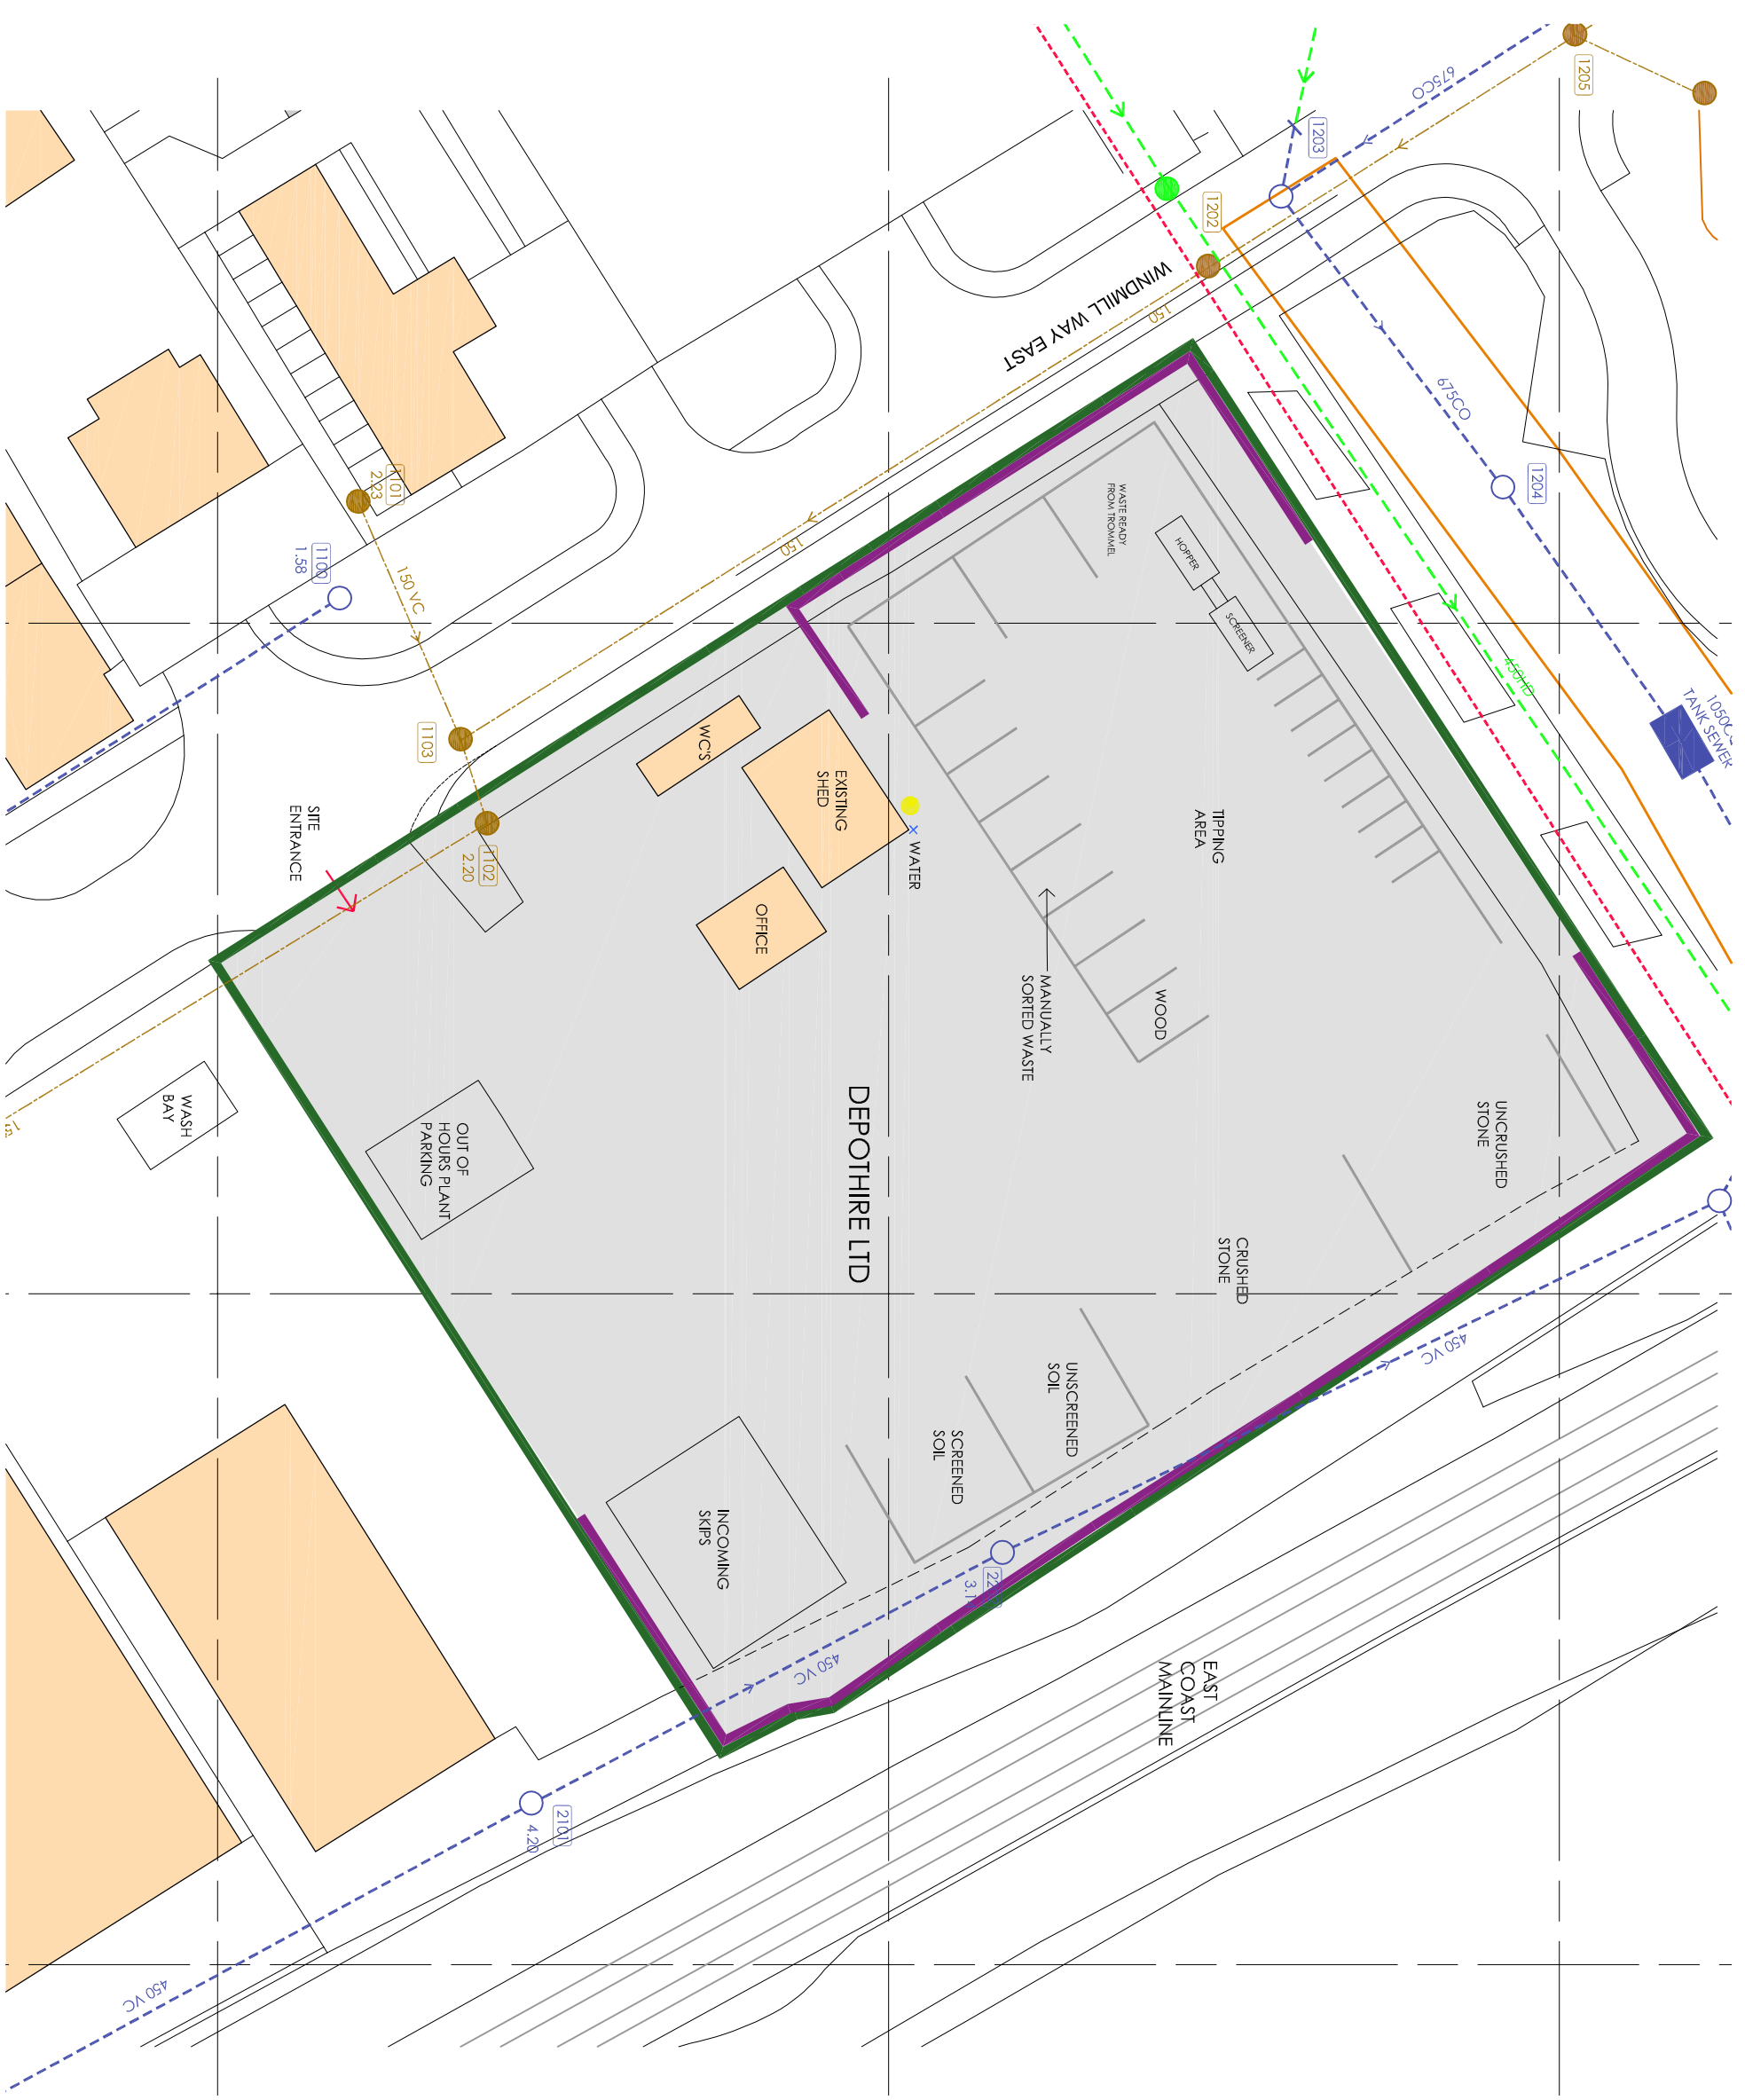 675CO
1205
1203
1202
WINDMILL WAY EAST
150
675CO
1204
1101
2.23
1100
1.58
150 VC
150
WASTE READY
FROM TROMMEL
HOPPER
SCREENER
450HD
TANK SEWER
1103
WC'S
EXISTING
SHED
WATER
TIPPING
AREA
SITE
ENTRANCE
1102
2.20
OFFICE
MANUALLY
SORTED WASTE
WOOD
WASH
BAY
OUT OF
HOURS PLANT
PARKING
DEPOTHIRE LTD
UNCRUSHED
STONE
CRUSHED
STONE
450 VC
UNSCREENED
SOIL
SCREENED
SOIL
INCOMING
SKIPS
450 VC
EAST
COAST
MAINLINE
2101
4.20
450 VC